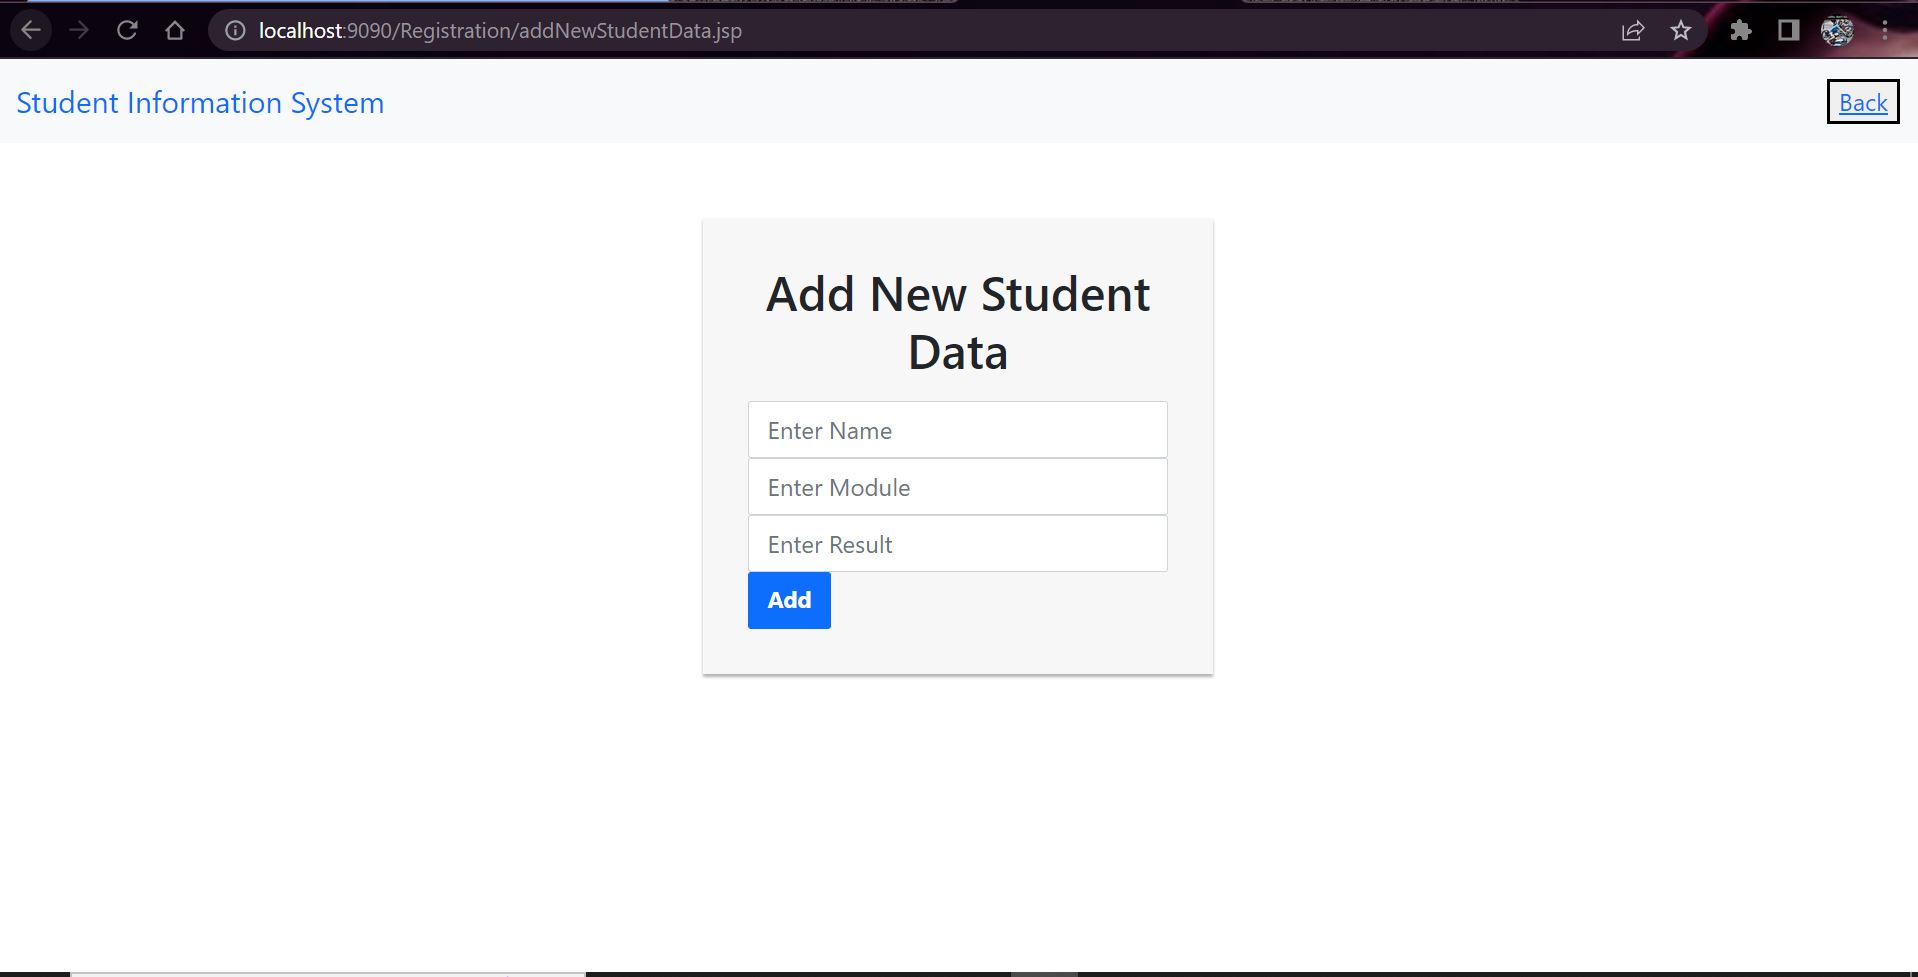 localhost:9090/Registration/addNewStudentData.jsp
Student Information System
Back
Add New Student
Data
Enter Name
Enter Module
Enter Result
Add